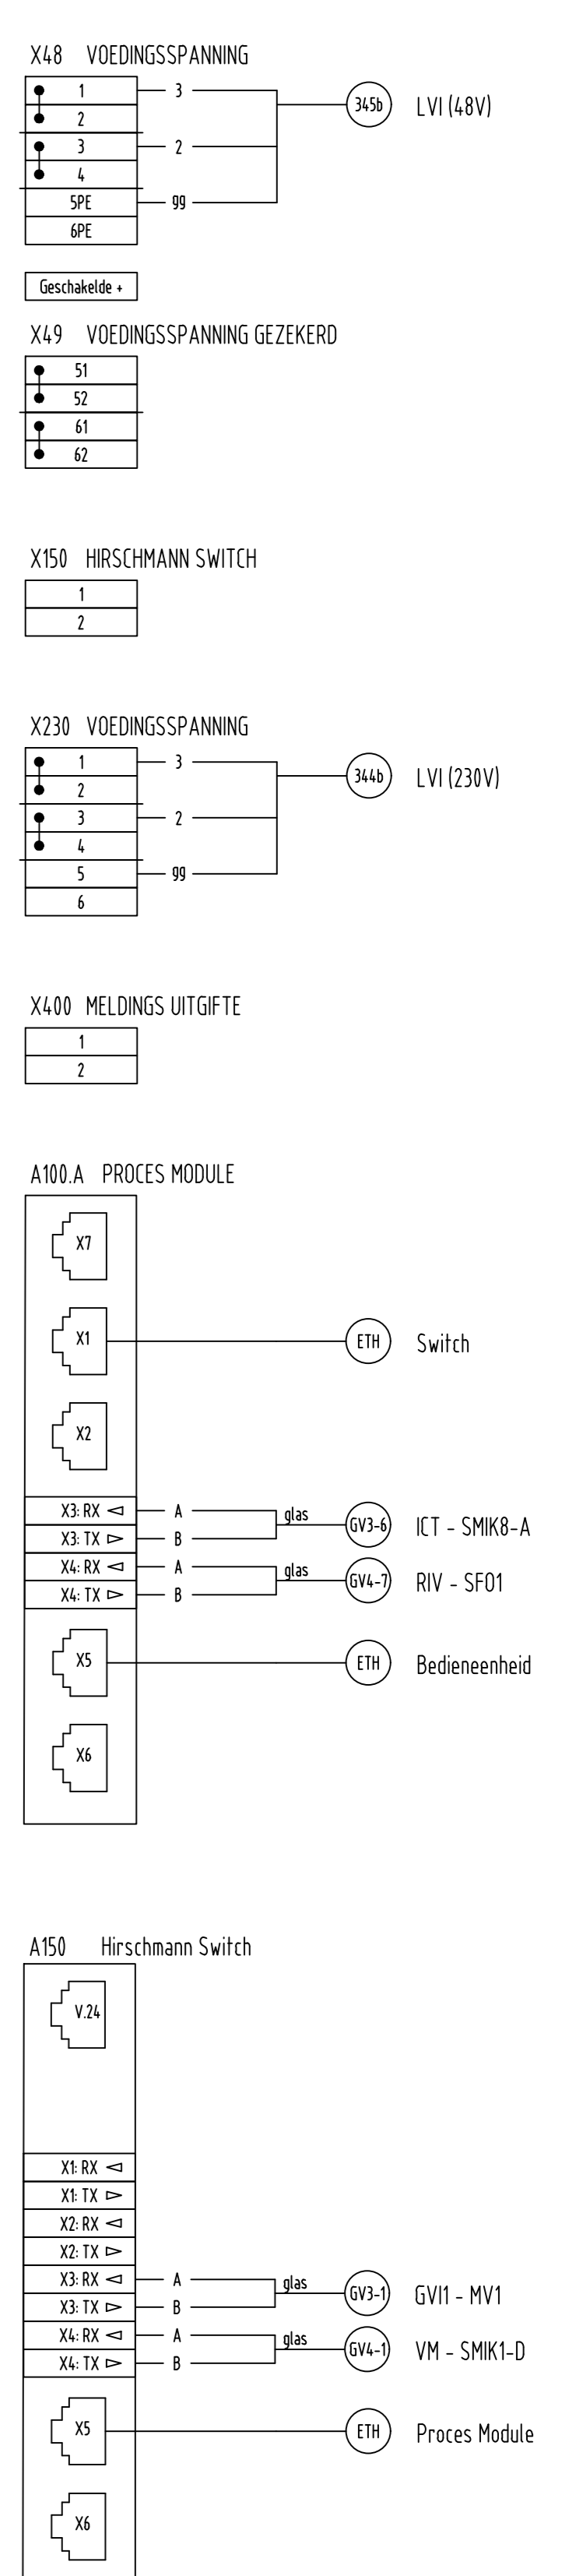 X48 VOEDINGSSPANNING
1 3 345b LVI (48V)
2
3 2
4
5PE gg
6PE
Geschakelde +
X49 VOEDINGSSPANNING GEZEKERD
51
52
61
62
X150 HIRSCHMANN SWITCH
1
2
X230 VOEDINGSSPANNING
1 3 344b LVI (230V)
2
3 2
4
5 gg
6
X400 MELDINGS UITGIFTE
1
2
A100.A PROCES MODULE
X7
X1 ETH Switch
X2
X3: RX A glas GV3-6 ICT - SMIK8-A
X3: TX B
X4: RX A glas GV4-7 RIV - SF01
X4: TX B
X5 ETH Bedieneenheid
X6
A150 Hirschmann Switch
V.24
X1: RX
X1: TX
X2: RX
X2: TX
X3: RX A glas GV3-1 GVI1 - MV1
X3: TX B
X4: RX A glas GV4-1 VM - SMIK1-D
X4: TX B
X5 ETH Proces Module
X6